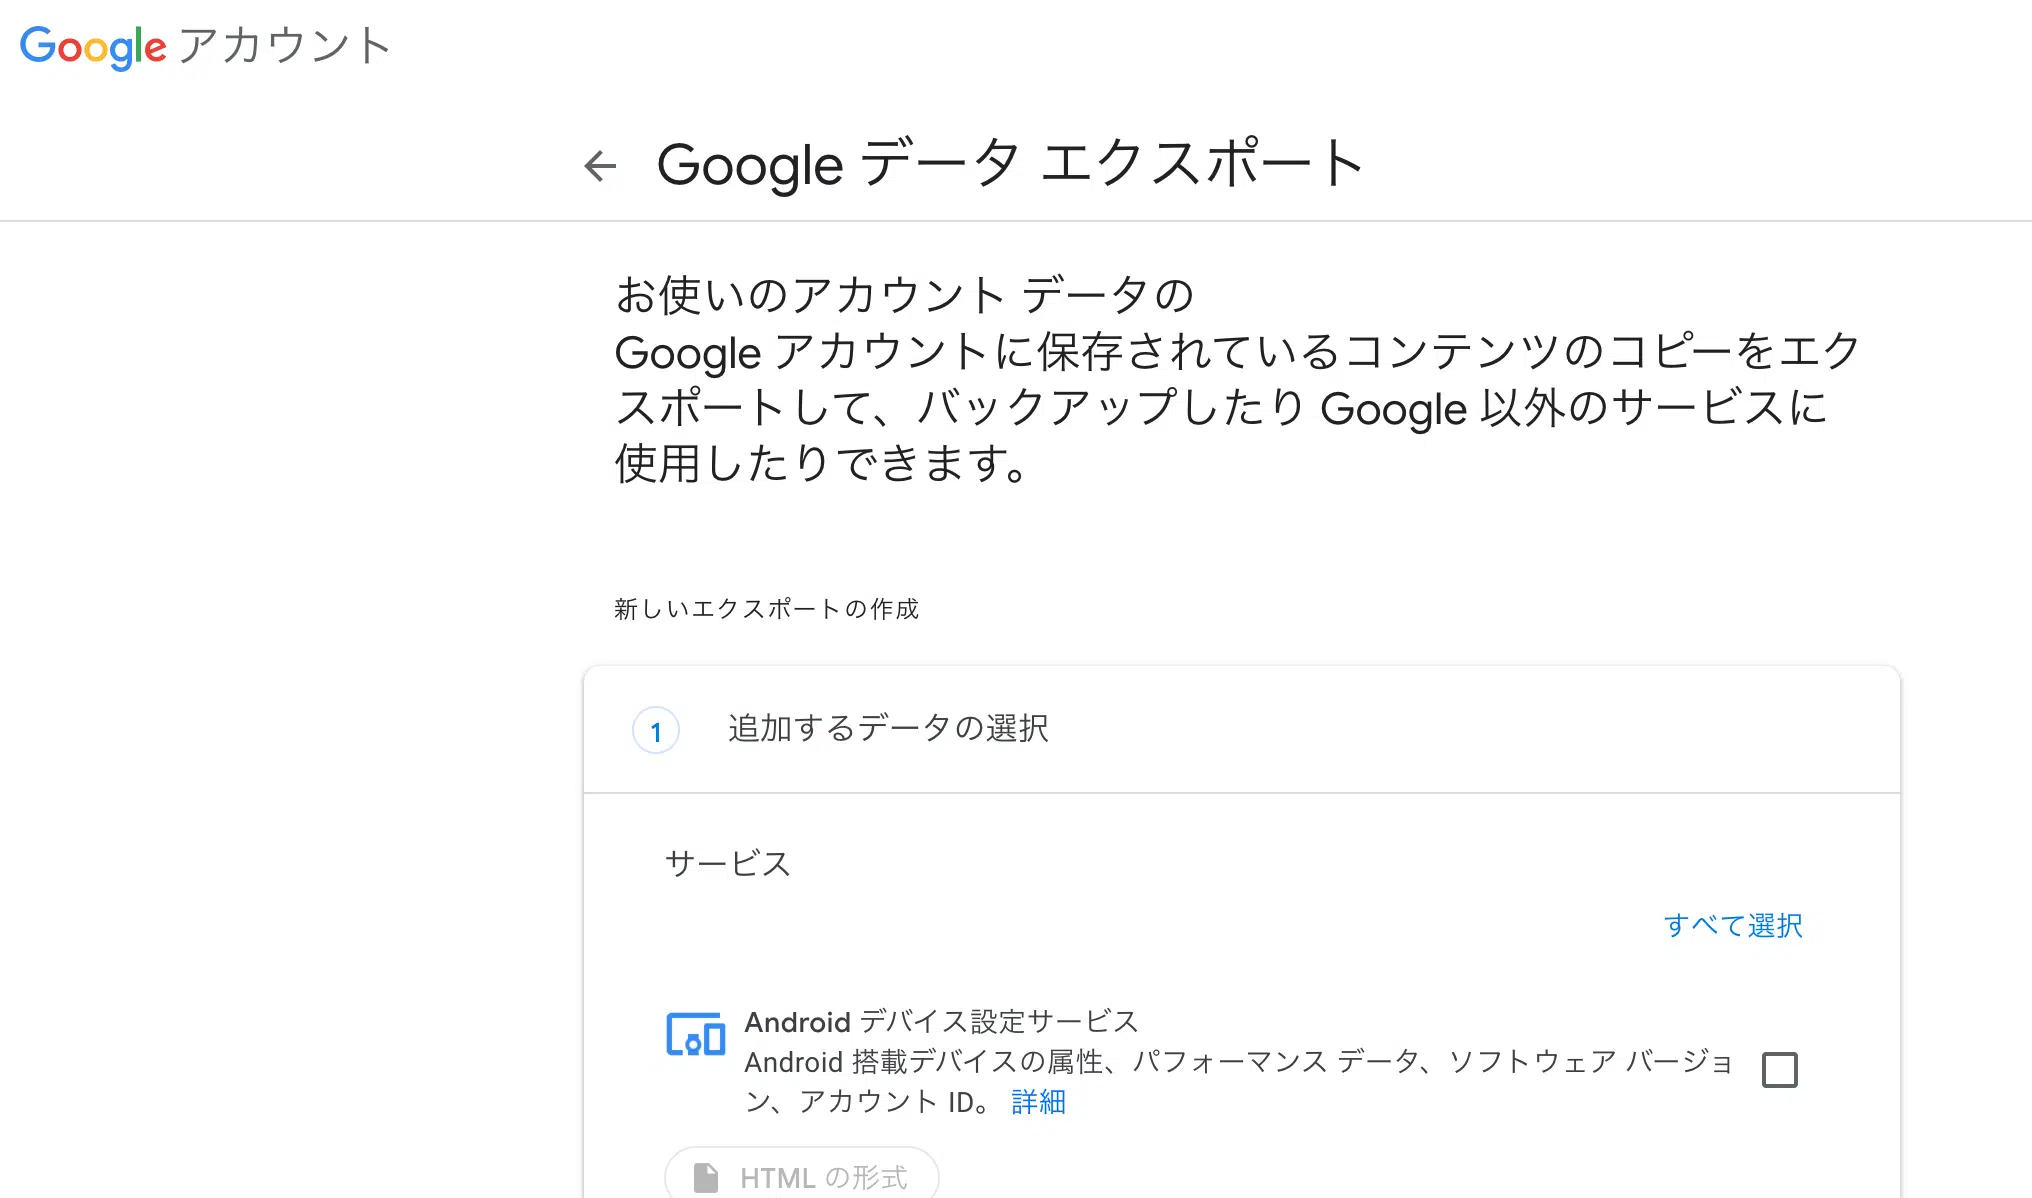 Google アカウント
Google データ エクスポート
お使いのアカウント データの
Google アカウントに保存されているコンテンツのコピーをエク
スポートして、バックアップしたり Google 以外のサービスに
使用したりできます。
新しいエクスポートの作成
1 追加するデータの選択
サービス
すべて選択
Android デバイス設定サービス
Android 搭載デバイスの属性、パフォーマンス データ、ソフトウェア バージョ
ン、アカウント ID。 詳細
HTML の形式